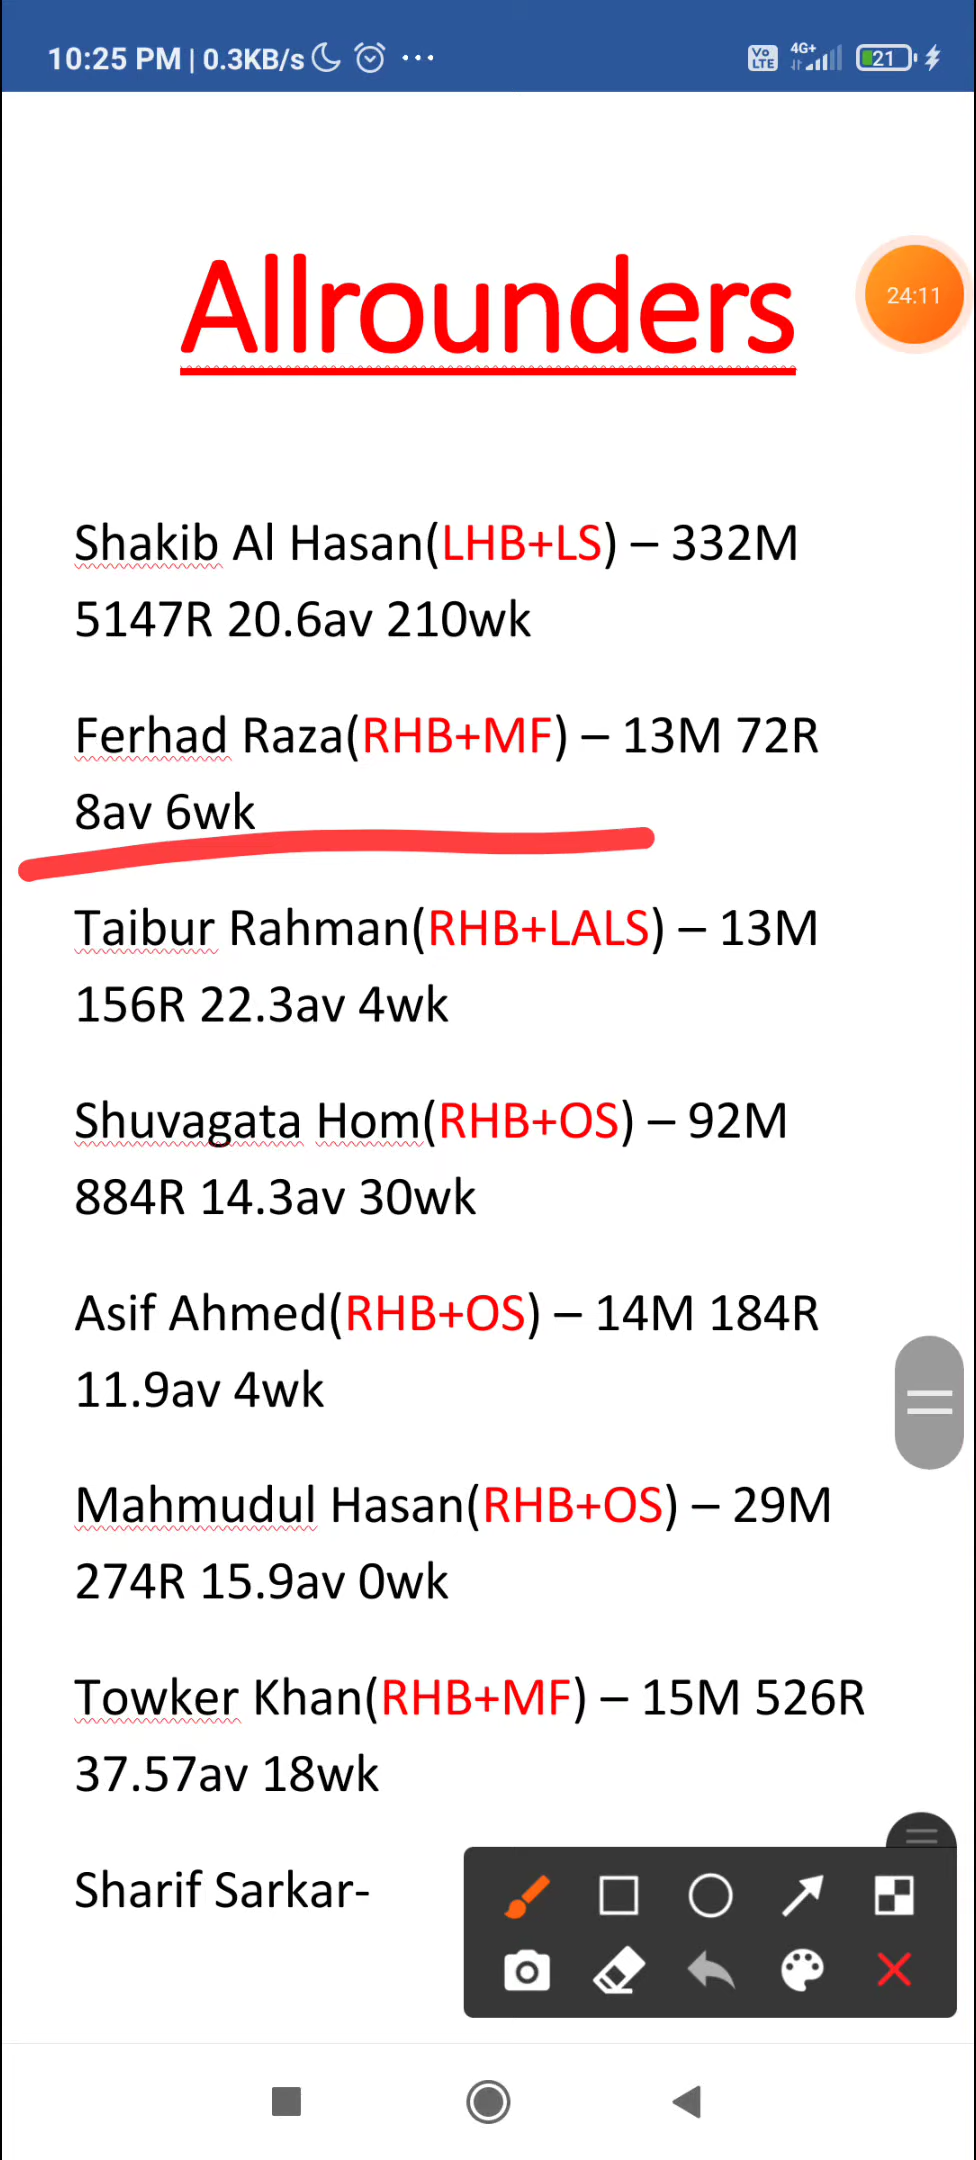 10:25 PM | 0.3KB/s ...
Vo LTE 4G+ 21
Allrounders
24:11
Shakib Al Hasan(LHB+LS) – 332M
5147R 20.6av 210wk
Ferhad Raza(RHB+MF) – 13M 72R
8av 6wk
Taibur Rahman(RHB+LALS) – 13M
156R 22.3av 4wk
Shuvagata Hom(RHB+OS) – 92M
884R 14.3av 30wk
Asif Ahmed(RHB+OS) – 14M 184R
11.9av 4wk
Mahmudul Hasan(RHB+OS) – 29M
274R 15.9av 0wk
Towker Khan(RHB+MF) – 15M 526R
37.57av 18wk
Sharif Sarkar-